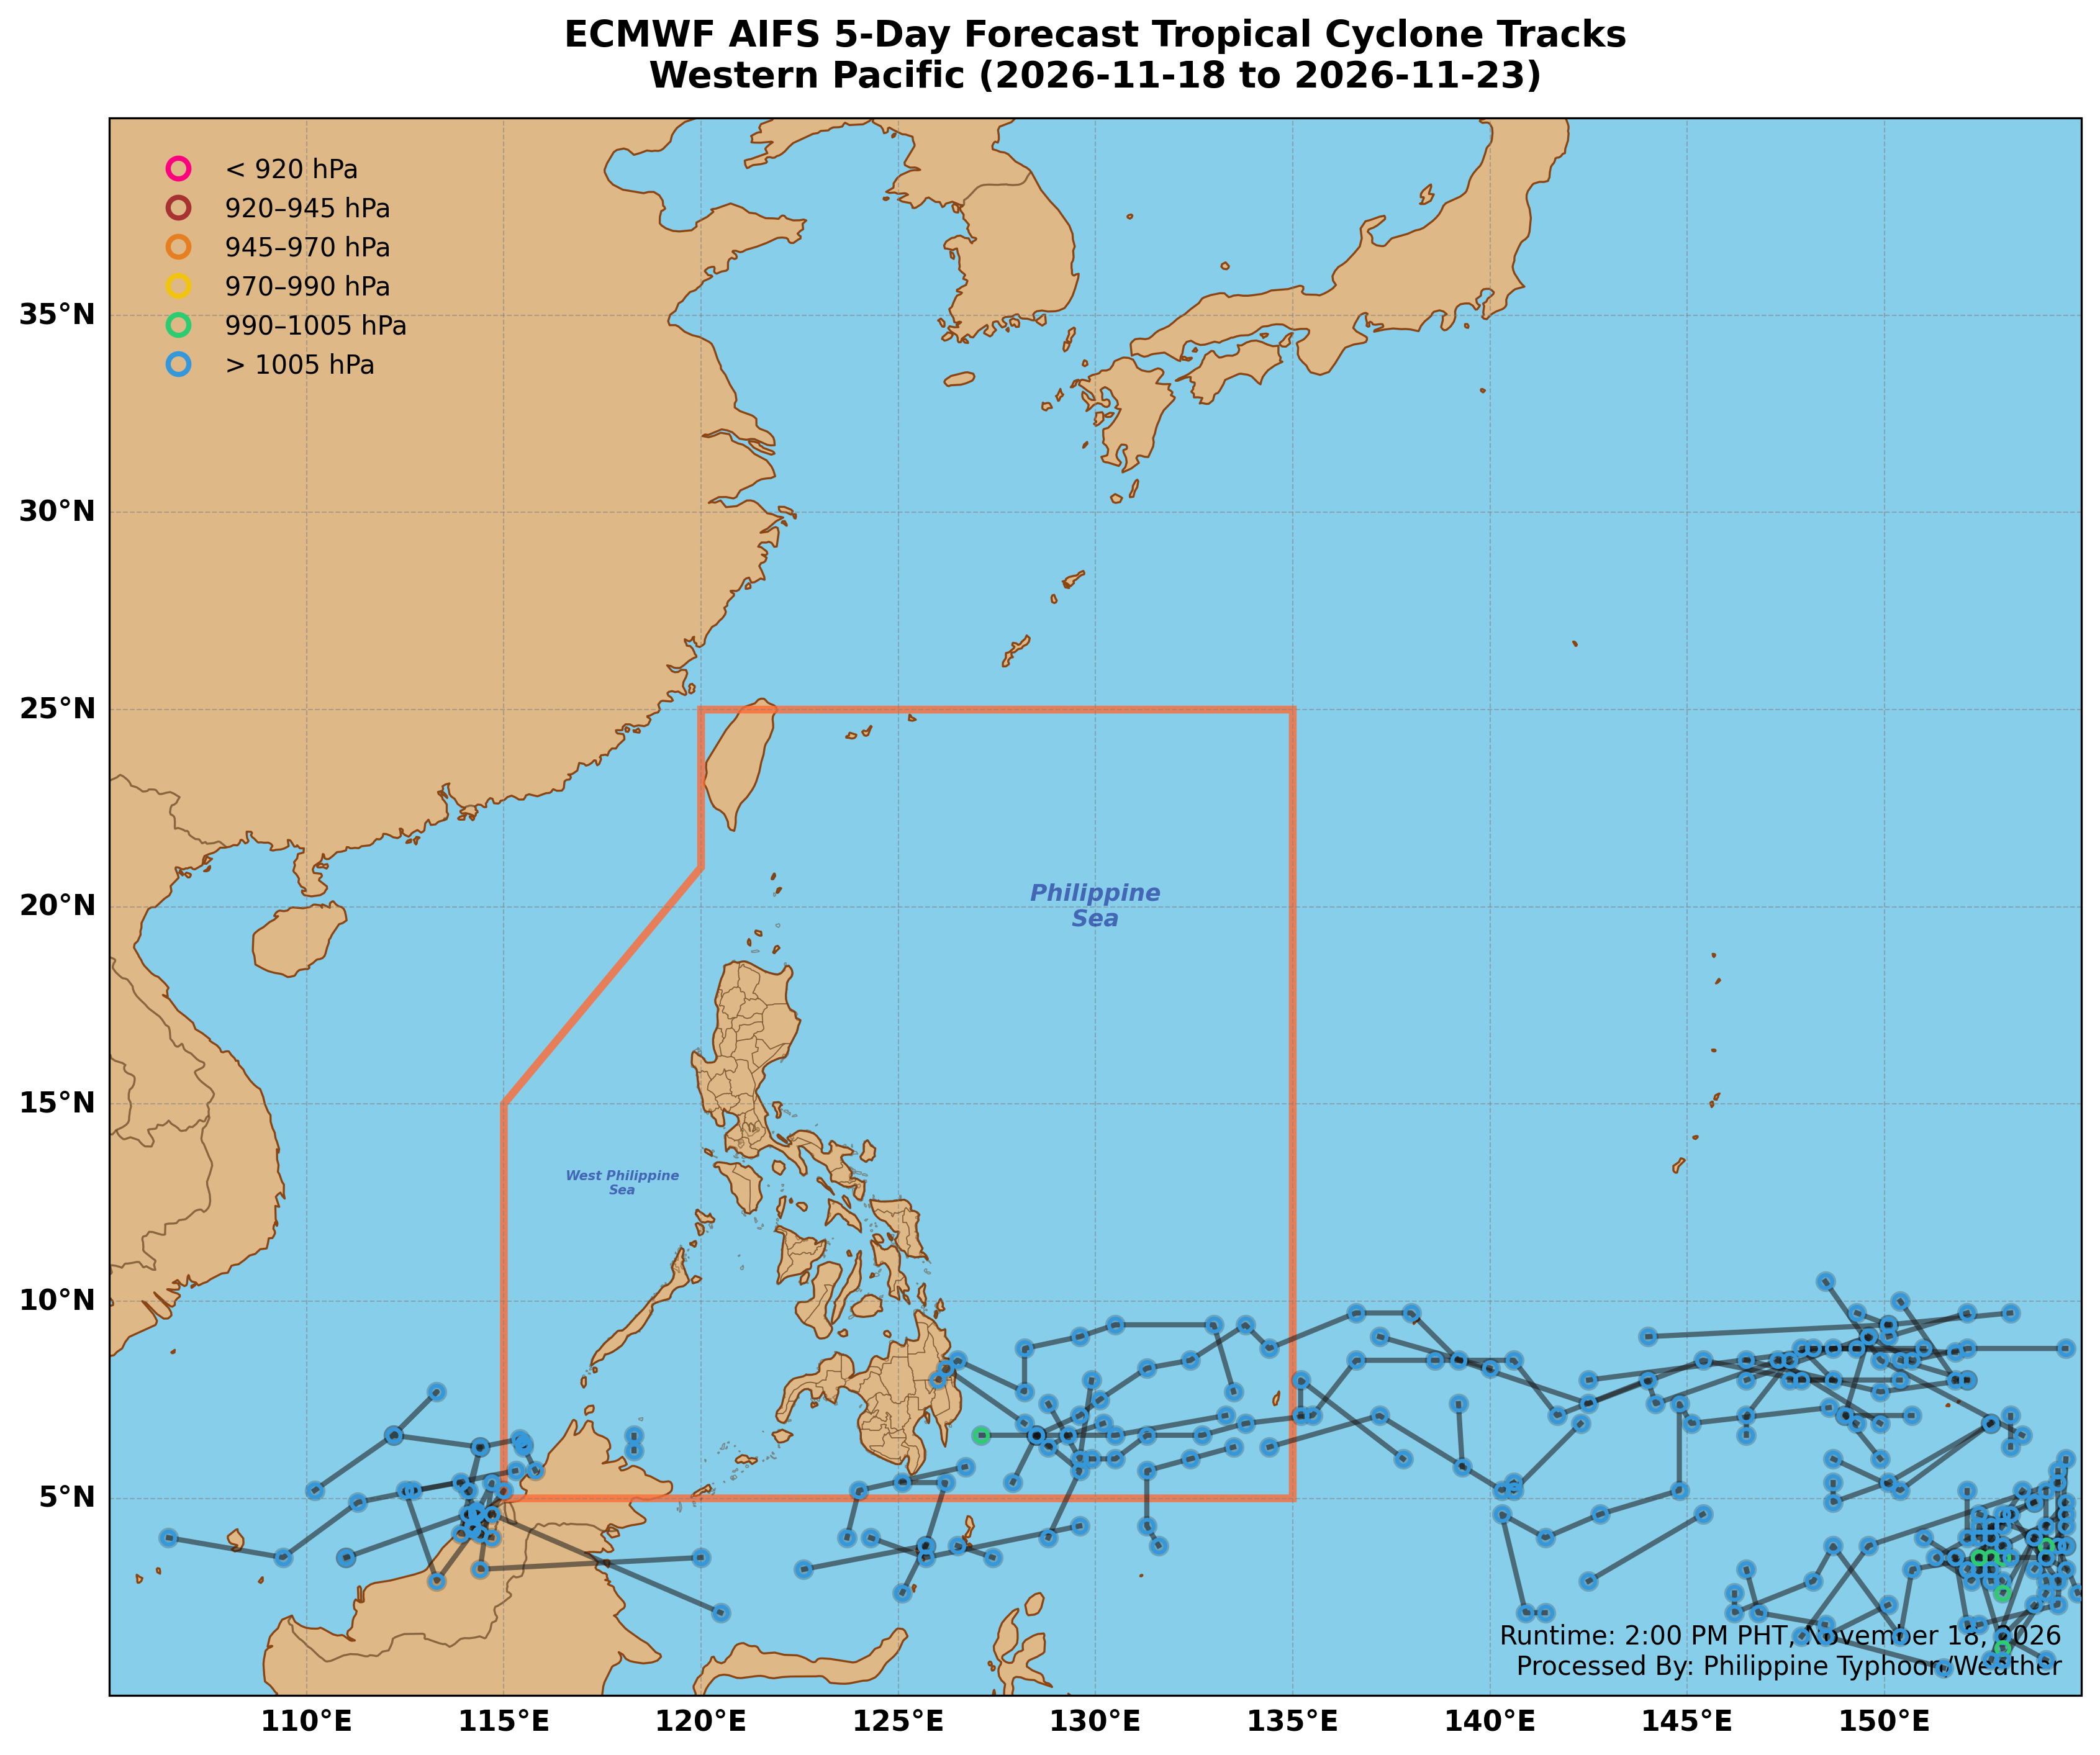 ECMWF AIFS 5-Day Forecast Tropical Cyclone Tracks
Western Pacific (2026-11-18 to 2026-11-23)
< 920 hPa
920–945 hPa
945–970 hPa
970–990 hPa
990–1005 hPa
> 1005 hPa
35°N
30°N
25°N
20°N
15°N
10°N
5°N
Philippine
Sea
West Philippine
Sea
Runtime: 2:00 PM PHT, November 18, 2026
Processed By: Philippine Typhoon/Weather
110°E
115°E
120°E
125°E
130°E
135°E
140°E
145°E
150°E